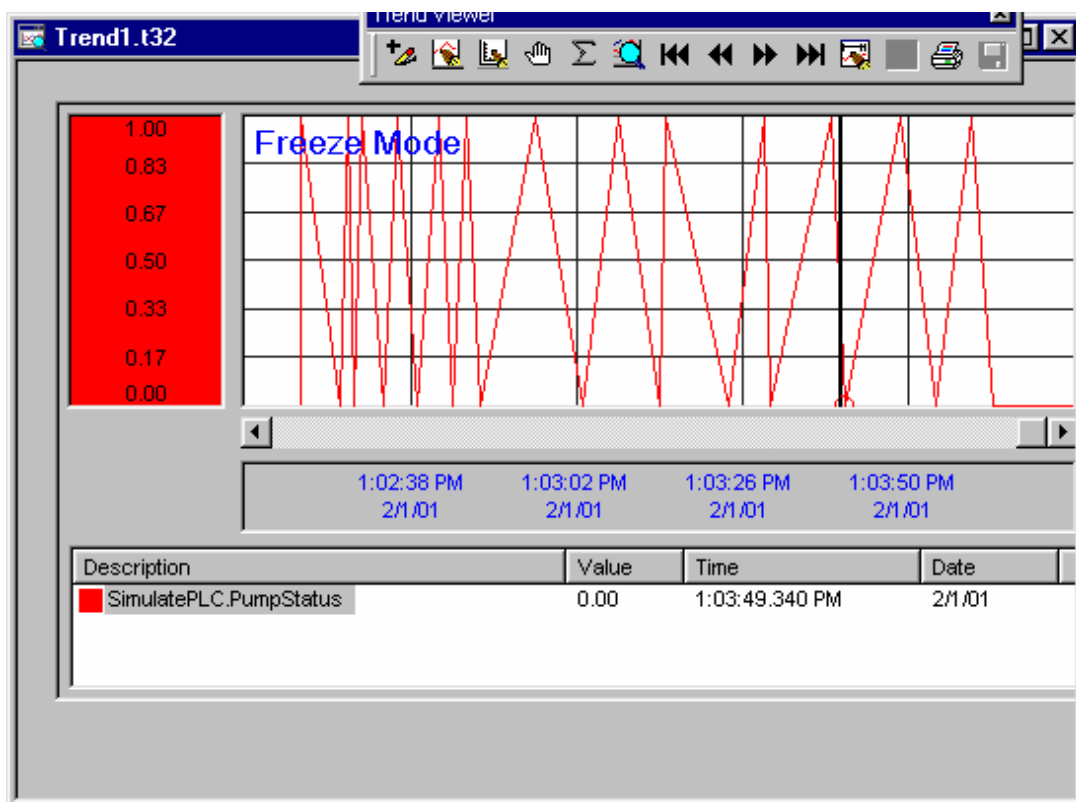 Trend Viewer
Trend1.t32
1.00
0.83
0.67
0.50
0.33
0.17
0.00
Freeze Mode
1:02:38 PM 1:03:02 PM 1:03:26 PM 1:03:50 PM
2/1/01 2/1/01 2/1/01 2/1/01
Description Value Time Date
SimulatePLC.PumpStatus 0.00 1:03:49.340 PM 2/1/01